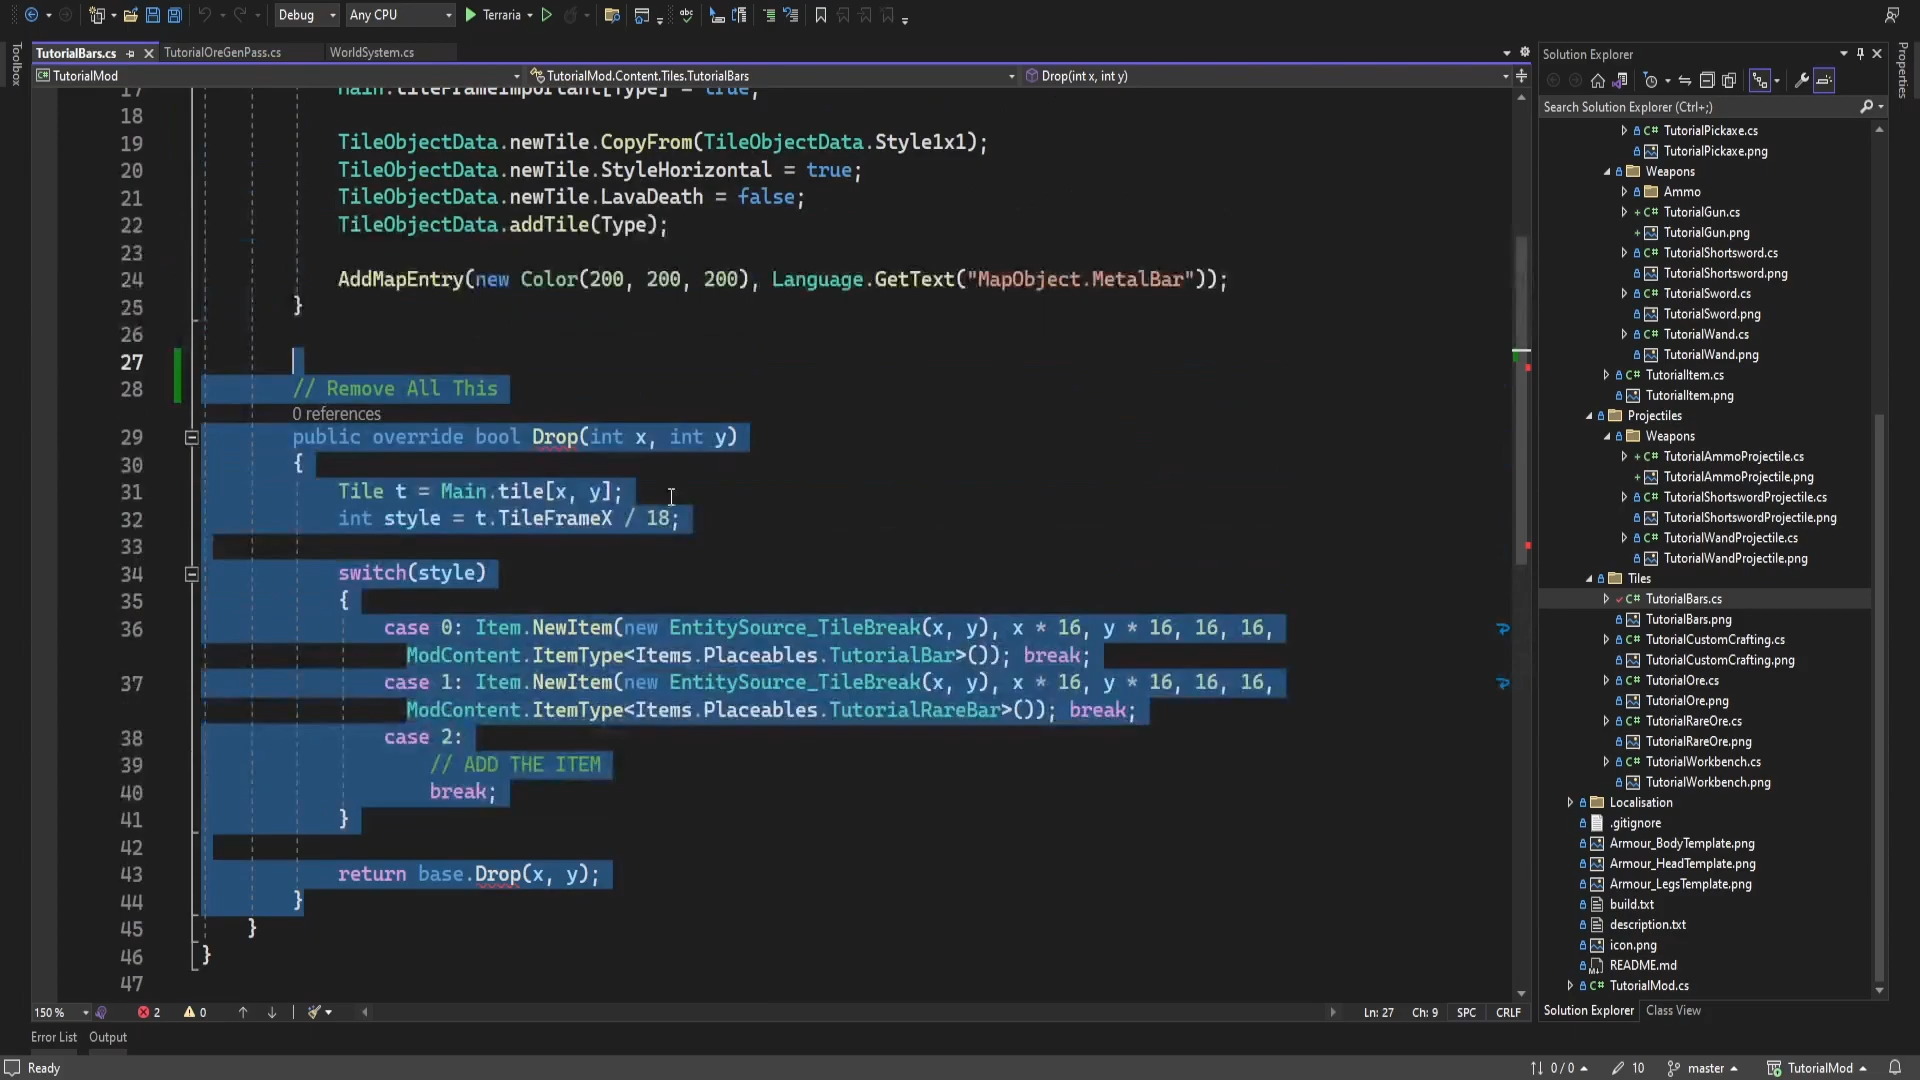 Debug
Any CPU
Terraria
TutorialBars.cs
TutorialOreGenPass.cs
WorldSystem.cs
TutorialMod
TutorialMod.Content.Tiles.TutorialBars
Drop(int x, int y)
Toolbox
17 Main.tileFrameImportant[Type] = true;
18
19 TileObjectData.newTile.CopyFrom(TileObjectData.Style1x1);
20 TileObjectData.newTile.StyleHorizontal = true;
21 TileObjectData.newTile.LavaDeath = false;
22 TileObjectData.addTile(Type);
23
24 AddMapEntry(new Color(200, 200, 200), Language.GetText("MapObject.MetalBar"));
25 }
26
27
28 // Remove All This
0 references
29 public override bool Drop(int x, int y)
30 {
31 Tile t = Main.tile[x, y];
32 int style = t.TileFrameX / 18;
33
34 switch(style)
35 {
36 case 0: Item.NewItem(new EntitySource_TileBreak(x, y), x * 16, y * 16, 16, 16,
ModContent.ItemType<Items.Placeables.TutorialBar>()); break;
37 case 1: Item.NewItem(new EntitySource_TileBreak(x, y), x * 16, y * 16, 16, 16,
ModContent.ItemType<Items.Placeables.TutorialRareBar>()); break;
38 case 2:
39 // ADD THE ITEM
40 break;
41 }
42
43 return base.Drop(x, y);
44 }
45 }
46 }
47
150 %
2
0
Ln: 27 Ch: 9 SPC CRLF
Error List Output
Ready
0 / 0
10
master
TutorialMod
Solution Explorer
Search Solution Explorer (Ctrl+;)
TutorialPickaxe.cs
TutorialPickaxe.png
Weapons
Ammo
TutorialGun.cs
TutorialGun.png
TutorialShortsword.cs
TutorialShortsword.png
TutorialSword.cs
TutorialSword.png
TutorialWand.cs
TutorialWand.png
TutorialItem.cs
TutorialItem.png
Projectiles
Weapons
TutorialAmmoProjectile.cs
TutorialAmmoProjectile.png
TutorialShortswordProjectile.cs
TutorialShortswordProjectile.png
TutorialWandProjectile.cs
TutorialWandProjectile.png
Tiles
TutorialBars.cs
TutorialBars.png
TutorialCustomCrafting.cs
TutorialCustomCrafting.png
TutorialOre.cs
TutorialOre.png
TutorialRareOre.cs
TutorialRareOre.png
TutorialWorkbench.cs
TutorialWorkbench.png
Localisation
.gitignore
Armour_BodyTemplate.png
Armour_HeadTemplate.png
Armour_LegsTemplate.png
build.txt
description.txt
icon.png
README.md
TutorialMod.cs
Solution Explorer Class View
Properties